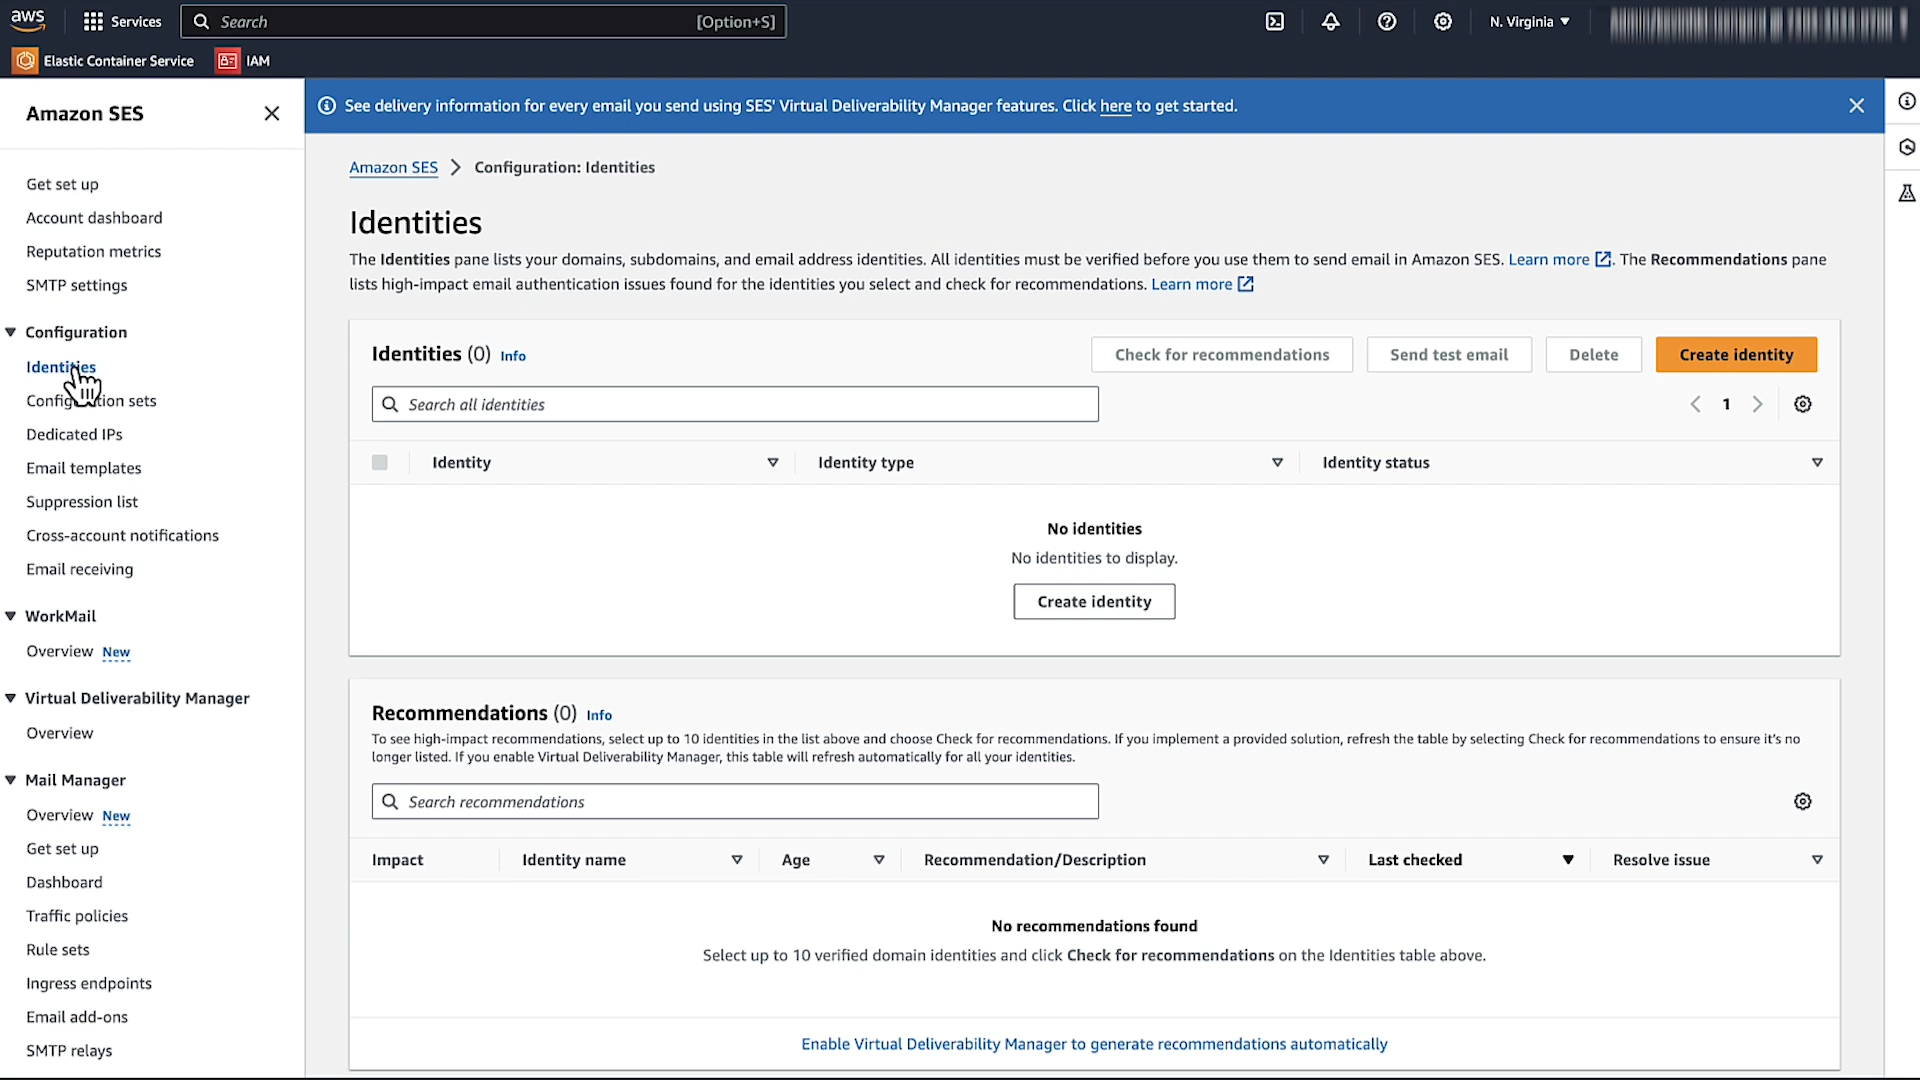 aws
Services
Search
[Option+S]
N. Virginia
Elastic Container Service
IAM
Amazon SES
Get set up
Account dashboard
Reputation metrics
SMTP settings
Configuration
Identities
Configuration sets
Dedicated IPs
Email templates
Suppression list
Cross-account notifications
Email receiving
WorkMail
Overview New
Virtual Deliverability Manager
Overview
Mail Manager
Overview New
Get set up
Dashboard
Traffic policies
Rule sets
Ingress endpoints
Email add-ons
SMTP relays
See delivery information for every email you send using SES' Virtual Deliverability Manager features. Click here to get started.
Amazon SES > Configuration: Identities
Identities
The Identities pane lists your domains, subdomains, and email address identities. All identities must be verified before you use them to send email in Amazon SES. Learn more. The Recommendations pane
lists high-impact email authentication issues found for the identities you select and check for recommendations. Learn more
Identities (0) Info
Check for recommendations
Send test email
Delete
Create identity
Search all identities
1
Identity
Identity type
Identity status
No identities
No identities to display.
Create identity
Recommendations (0) Info
To see high-impact recommendations, select up to 10 identities in the list above and choose Check for recommendations. If you implement a provided solution, refresh the table by selecting Check for recommendations to ensure it's no
longer listed. If you enable Virtual Deliverability Manager, this table will refresh automatically for all your identities.
Search recommendations
Impact
Identity name
Age
Recommendation/Description
Last checked
Resolve issue
No recommendations found
Select up to 10 verified domain identities and click Check for recommendations on the Identities table above.
Enable Virtual Deliverability Manager to generate recommendations automatically